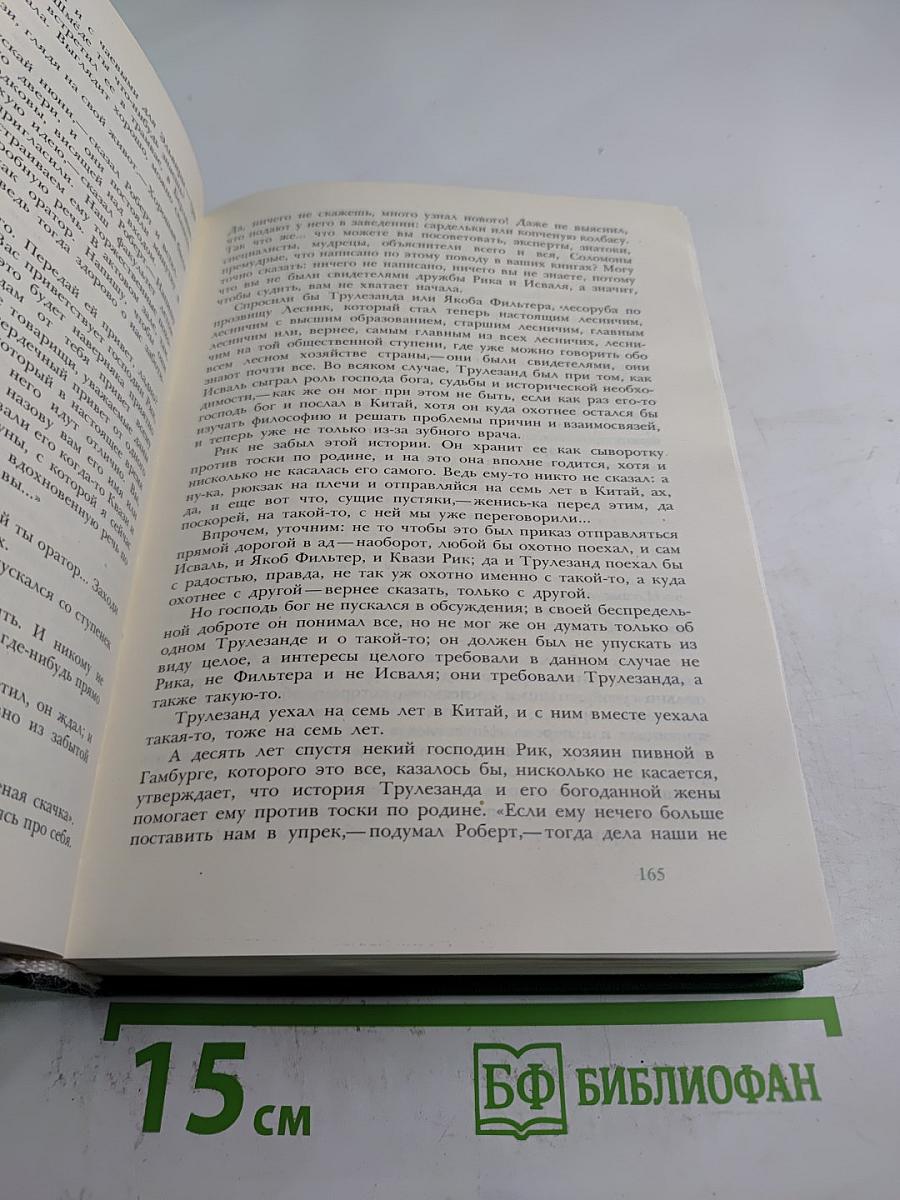 Да, ничего не скажешь, много узнал нового! Даже не выяснил,
что подают у него в заведении: сардельки или копченую колбасу.
Так что же... что можете вы посоветовать, эксперты, знатоки,
специалисты, мудрецы, объяснители всего и вся, Соломоны
премудрые, что написано по этому поводу в ваших книгах? Могу
точно сказать: ничего не написано, ничего вы не знаете, потому
что вы не были свидетелями дружбы Рика и Исваля, а значит,
чтобы судить, вам не хватает начала.
Спросили бы Трулезанда или Якоба Фильтера, лесоруба по
прозвищу Лесник, который стал теперь настоящим лесничим,
лесничим с высшим образованием, старшим лесничим, главным
лесничим или, вернее, самым главным из всех лесничих, лесни-
чим на той общественной ступени, где уже можно говорить обо
всем лесном хозяйстве страны,— они были свидетелями, они
знают почти все. Во всяком случае, Трулезанд был при том, как
Исваль сыграл роль господа бога, судьбы и исторической необхо-
димости,— как же он мог при этом не быть, если как раз его-то
господь бог и послал в Китай, хотя он куда охотнее остался бы
изучать философию и решать проблемы причин и взаимосвязей,
и теперь уже не только из-за зубного врача.
Рик не забыл этой истории. Он хранит ее как сыворотку
против тоски по родине, и на это она вполне годится, хотя и
нисколько не касалась его самого. Ведь ему-то никто не сказал: а
ну-ка, рюкзак на плечи и отправляйся на семь лет в Китай, ах,
да, и еще вот что, сущие пустяки,— женись-ка перед этим, да
поскорей, на такой-то, с ней мы уже переговорили...
Впрочем, уточним: не то чтобы это был приказ отправляться
прямой дорогой в ад — наоборот, любой бы охотно поехал, и сам
Исваль, и Якоб Фильтер, и Квази Рик; да и Трулезанд поехал бы
с радостью, правда, не так уж охотно именно с такой-то, а куда
охотнее с другой — вернее сказать, только с другой.
Но господь бог не пускался в обсуждения; в своей беспредель-
ной доброте он понимал все, но не мог же он думать только об
одном Трулезанде и о такой-то; он должен был не упускать из
виду целое, а интересы целого требовали в данном случае не
Рика, не Фильтера и не Исваля; они требовали Трулезанда, а
также такую-то.
Трулезанд уехал на семь лет в Китай, и с ним вместе уехала
такая-то, тоже на семь лет.
А десять лет спустя некий господин Рик, хозяин пивной в
Гамбурге, которого это все, казалось бы, нисколько не касается,
утверждает, что история Трулезанда и его богоданной жены
помогает ему против тоски по родине. «Если ему нечего больше
поставить нам в упрек,— подумал Роберт,— тогда дела наши не
165
15 см
БФ БИБЛИОФАН